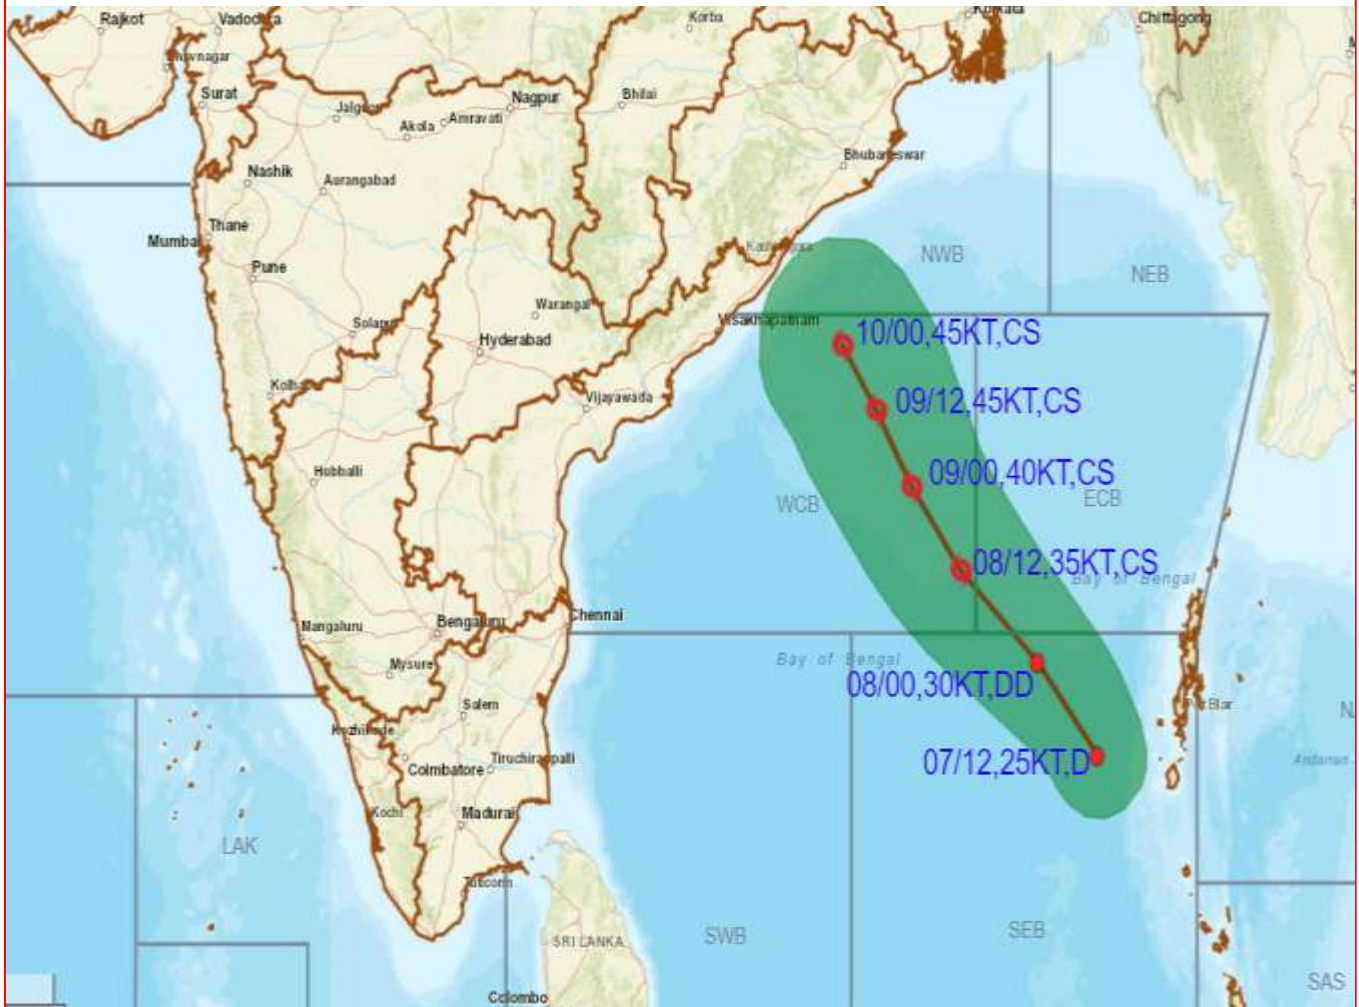 Rajkot
Vadodara
Korba
Kolkata
Chittagong
Bhavnagar
Surat
Jalgaon
Akola
Amravati
Nagpur
Bhilai
Bhubaneswar
Nashik
Aurangabad
Thane
Mumbai
Pune
NWB
NEB
Warangal
Visakhapatnam
Solapur
Hyderabad
10/00,45KT,CS
Kolhapur
Vijayawada
09/12,45KT,CS
Hubballi
09/00,40KT,CS
WCB
ECB
08/12,35KT,CS
Bay of Bengal
Chennai
Mangaluru
Bengaluru
Mysuru
Bay of Bengal
08/00,30KT,DD
Salem
Kozhikode
Coimbatore
Tiruchirappalli
07/12,25KT,D
Andaman
Kochi
Madurai
LAK
Tuticorin
SRI LANKA
SWB
SEB
SAS
Colombo